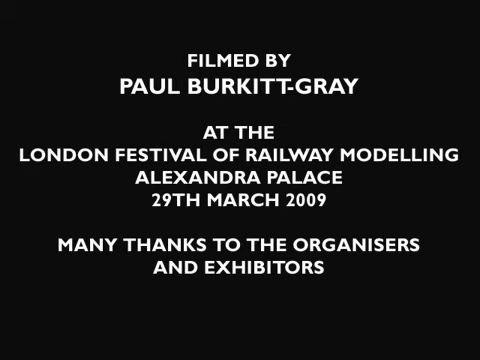 FILMED BY
PAUL BURKITT-GRAY
AT THE
LONDON FESTIVAL OF RAILWAY MODELLING
ALEXANDRA PALACE
29TH MARCH 2009
MANY THANKS TO THE ORGANISERS
AND EXHIBITORS